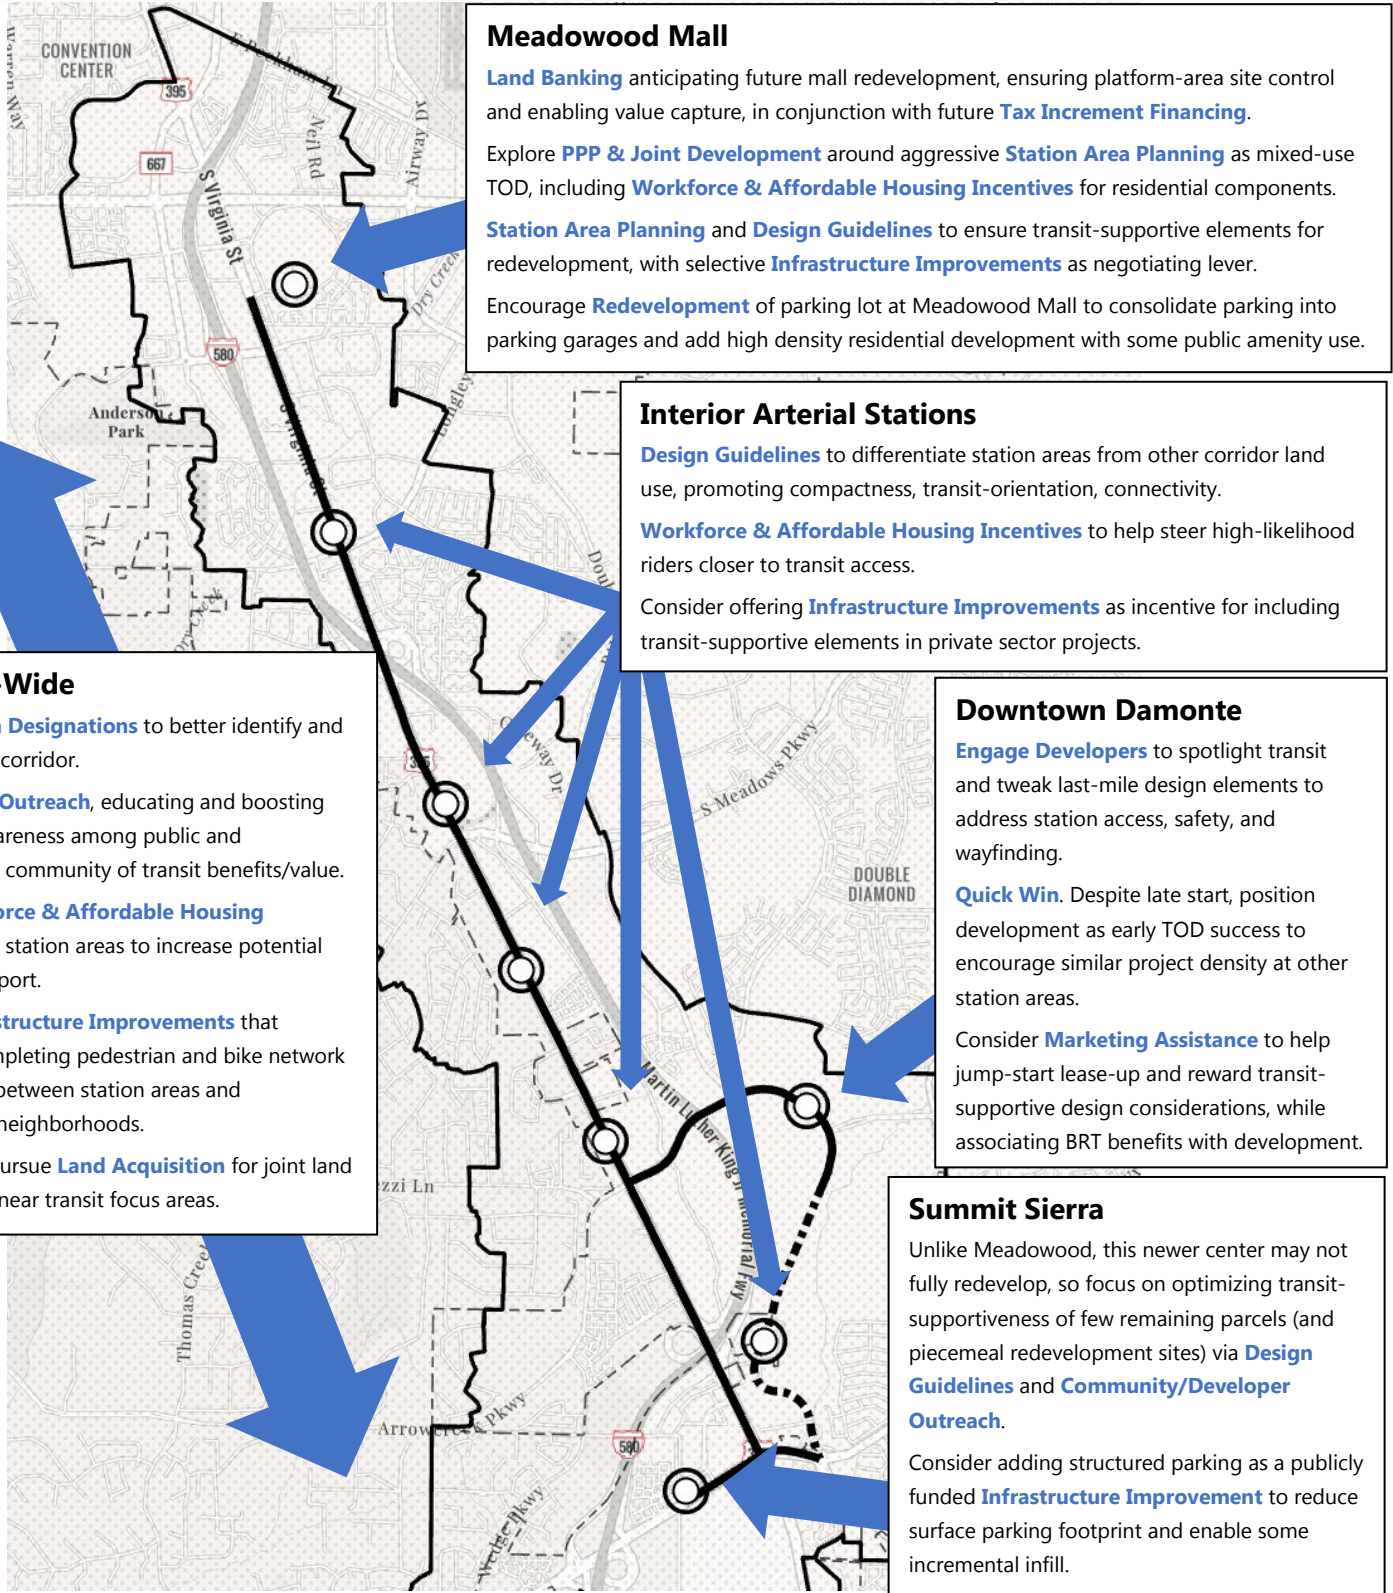 Meadowood Mall
Land Banking anticipating future mall redevelopment, ensuring platform-area site control
and enabling value capture, in conjunction with future Tax Increment Financing.
Explore PPP & Joint Development around aggressive Station Area Planning as mixed-use
TOD, including Workforce & Affordable Housing Incentives for residential components.
Station Area Planning and Design Guidelines to ensure transit-supportive elements for
redevelopment, with selective Infrastructure Improvements as negotiating lever.
Encourage Redevelopment of parking lot at Meadowood Mall to consolidate parking into
parking garages and add high density residential development with some public amenity use.
Interior Arterial Stations
Design Guidelines to differentiate station areas from other corridor land
use, promoting compactness, transit-orientation, connectivity.
Workforce & Affordable Housing Incentives to help steer high-likelihood
riders closer to transit access.
Consider offering Infrastructure Improvements as incentive for including
transit-supportive elements in private sector projects.
-Wide
Designations to better identify and
corridor.
Outreach, educating and boosting
areness among public and
community of transit benefits/value.
orce & Affordable Housing
station areas to increase potential
port.
structure Improvements that
mpleting pedestrian and bike network
between station areas and
neighborhoods.
ursue Land Acquisition for joint land
near transit focus areas.
Downtown Damonte
Engage Developers to spotlight transit
and tweak last-mile design elements to
address station access, safety, and
wayfinding.
Quick Win. Despite late start, position
development as early TOD success to
encourage similar project density at other
station areas.
Consider Marketing Assistance to help
jump-start lease-up and reward transit-
supportive design considerations, while
associating BRT benefits with development.
Summit Sierra
Unlike Meadowood, this newer center may not
fully redevelop, so focus on optimizing transit-
supportiveness of few remaining parcels (and
piecemeal redevelopment sites) via Design
Guidelines and Community/Developer
Outreach.
Consider adding structured parking as a publicly
funded Infrastructure Improvement to reduce
surface parking footprint and enable some
incremental infill.
CONVENTION
CENTER
Warren Way
E Peckham Ln
395
667
Neil Rd
Airway Dr
S Virginia St
Dry Creek
580
Longley
Anderson
Park
S Virginia St
Dry Creek
Gateway Dr
S Meadows Pkwy
DOUBLE
DIAMOND
Martin Luther King Jr Memorial Fwy
zzi Ln
Thomas Creek
Arrowcreek Pkwy
580
Wedge Pkwy